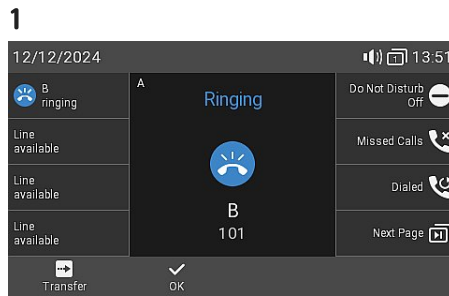 1
12/12/2024
1
13:51
B
ringing
Line
available
Line
available
Line
available
A
Ringing
B
101
Do Not Disturb
Off
Missed Calls
Dialed
Next Page
Transfer
OK